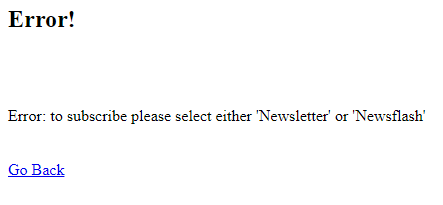 Error!
Error: to subscribe please select either 'Newsletter' or 'Newsflash'
Go Back